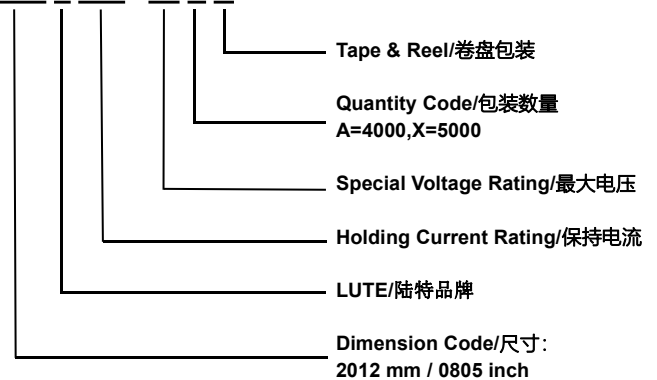 Tape & Reel/卷盘包装
Quantity Code/包装数量
A=4000,X=5000
Special Voltage Rating/最大电压
Holding Current Rating/保持电流
LUTE/陆特品牌
Dimension Code/尺寸：
2012 mm / 0805 inch